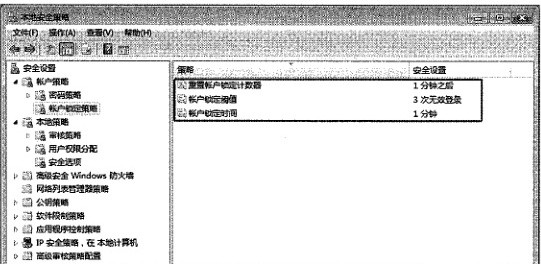 本地安全策略
文件(F) 操作(A) 查看(V) 帮助(H)
安全设置
帐户策略
密码策略
帐户锁定策略
本地策略
审核策略
用户权限分配
安全选项
高级安全 Windows 防火墙
网络列表管理器策略
公钥策略
软件限制策略
应用程序控制策略
IP 安全策略，在 本地计算机
高级审核策略配置
策略 安全设置
重置帐户锁定计数器 1 分钟之后
帐户锁定阈值 3 次无效登录
帐户锁定时间 1 分钟